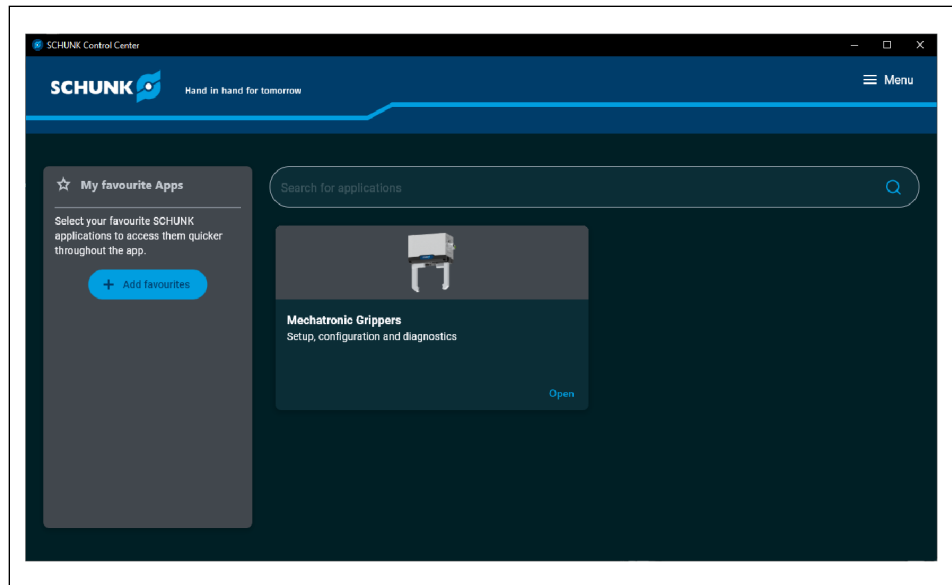 SCHUNK Control Center
SCHUNK
Hand in hand for tomorrow
Menu
My favourite Apps
Select your favourite SCHUNK
applications to access them quicker
throughout the app.
+ Add favourites
Search for applications
Mechatronic Grippers
Setup, configuration and diagnostics
Open